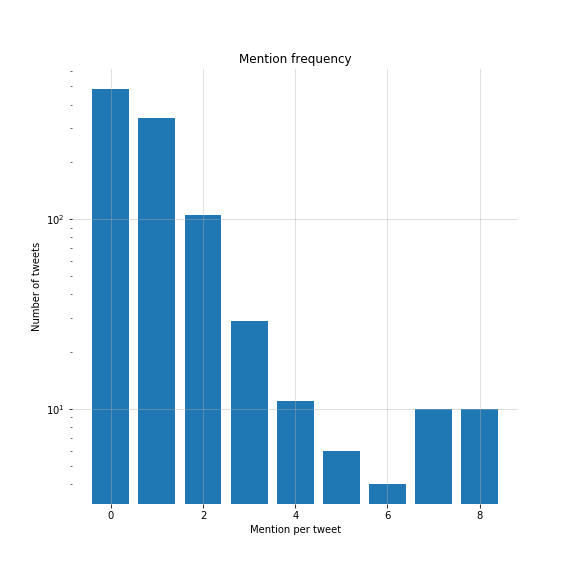 Mention frequency
Number of tweets
10²
10¹
0 2 4 6 8
Mention per tweet